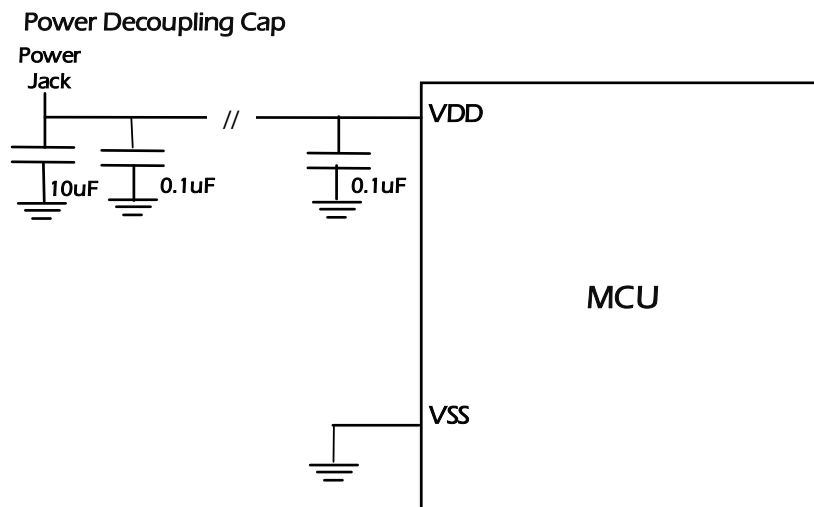 Power Decoupling Cap
Power
Jack
//
VDD
10uF
0.1uF
0.1uF
MCU
VSS